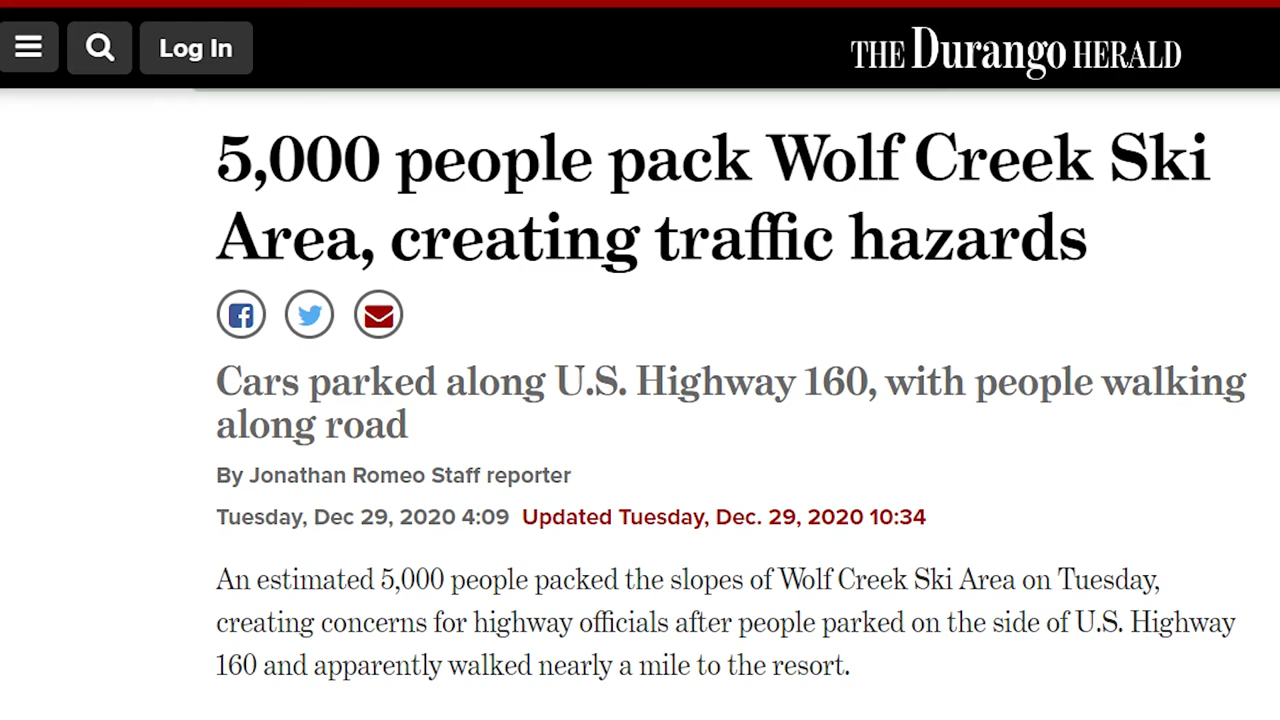 Log In
THE Durango HERALD
5,000 people pack Wolf Creek Ski
Area, creating traffic hazards
Cars parked along U.S. Highway 160, with people walking
along road
By Jonathan Romeo Staff reporter
Tuesday, Dec 29, 2020 4:09 Updated Tuesday, Dec. 29, 2020 10:34
An estimated 5,000 people packed the slopes of Wolf Creek Ski Area on Tuesday,
creating concerns for highway officials after people parked on the side of U.S. Highway
160 and apparently walked nearly a mile to the resort.